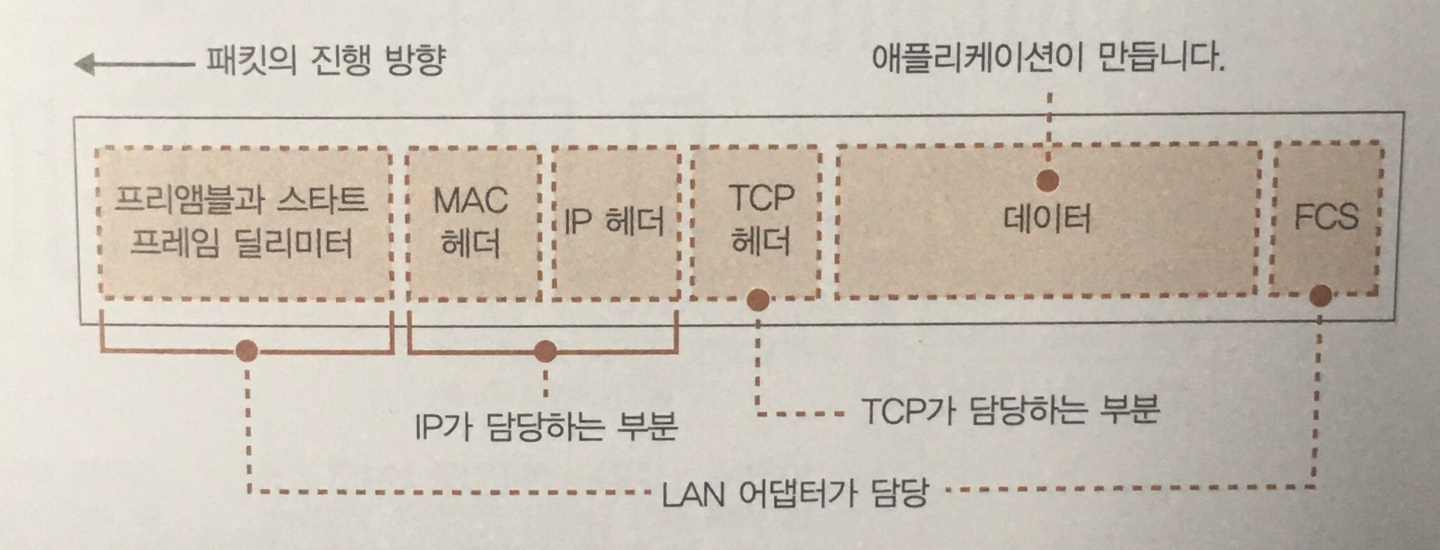 패킷의 진행 방향
애플리케이션이 만듭니다.
프리앰블과 스타트
프레임 딜리미터
MAC
헤더
IP 헤더
TCP
헤더
데이터
FCS
IP가 담당하는 부분
TCP가 담당하는 부분
LAN 어댑터가 담당